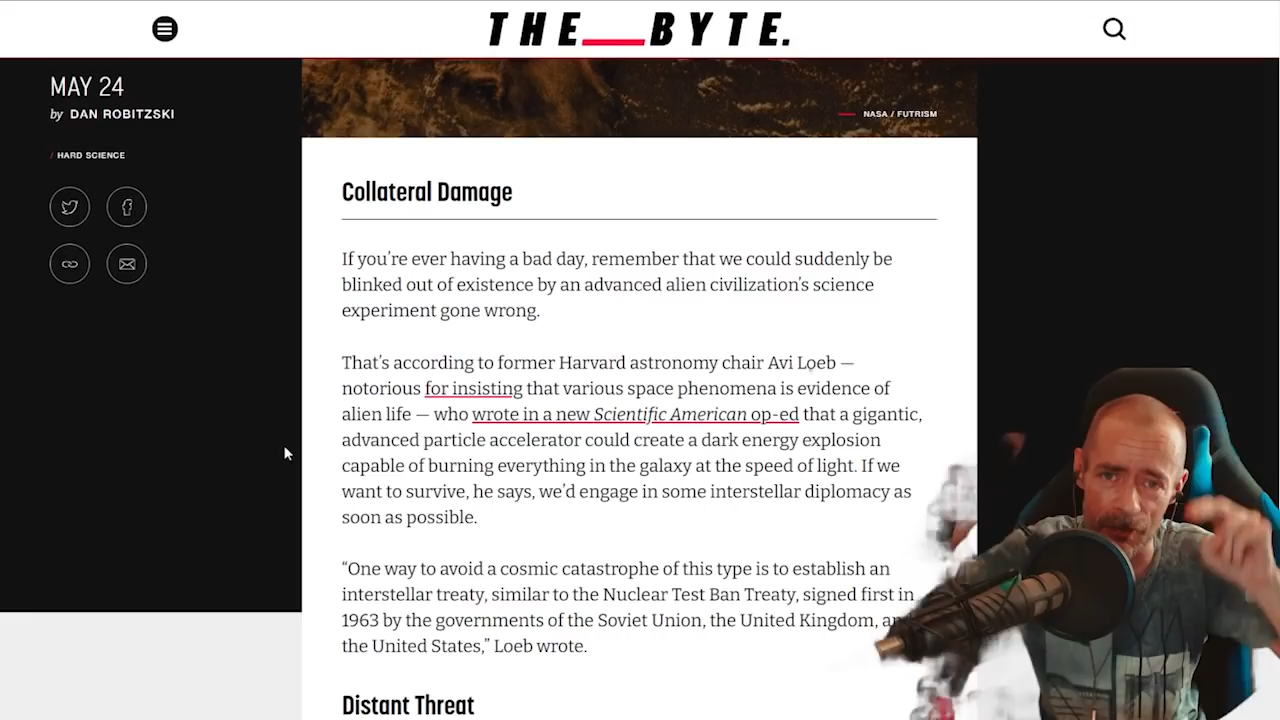 THE__BYTE.
MAY 24
by DAN ROBITZSKI
/ HARD SCIENCE
NASA / FUTRISM
Collateral Damage
If you’re ever having a bad day, remember that we could suddenly be
blinked out of existence by an advanced alien civilization’s science
experiment gone wrong.
That’s according to former Harvard astronomy chair Avi Loeb —
notorious for insisting that various space phenomena is evidence of
alien life — who wrote in a new Scientific American op-ed that a gigantic,
advanced particle accelerator could create a dark energy explosion
capable of burning everything in the galaxy at the speed of light. If we
want to survive, he says, we’d engage in some interstellar diplomacy as
soon as possible.
“One way to avoid a cosmic catastrophe of this type is to establish an
interstellar treaty, similar to the Nuclear Test Ban Treaty, signed first in
1963 by the governments of the Soviet Union, the United Kingdom,
the United States,” Loeb wrote.
Distant Threat